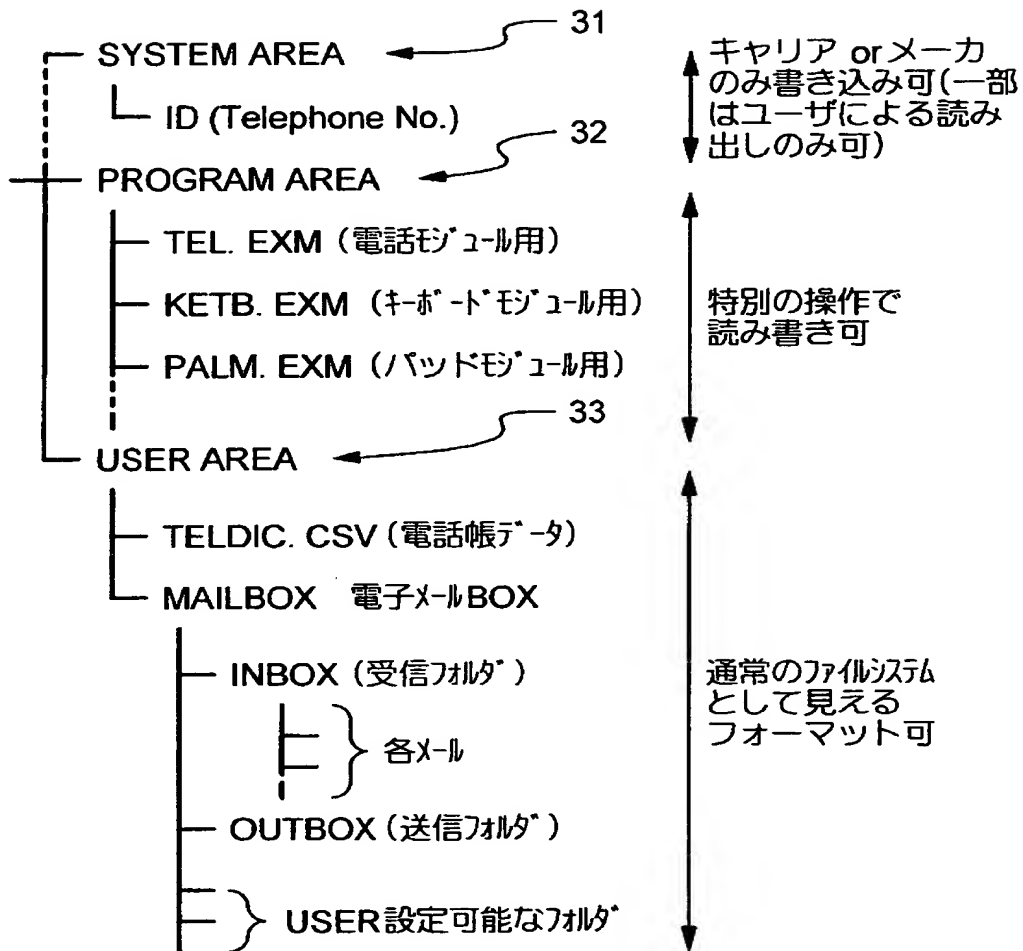 31
SYSTEM AREA
ID (Telephone No.)
キャリア orメーカ
のみ書き込み可(一部
はユーザによる読み
出しのみ可)
32
PROGRAM AREA
TEL. EXM (電話ﾓｼﾞｭｰﾙ用)
KETB. EXM (ｷｰﾎﾞｰﾄﾞﾓｼﾞｭｰﾙ用)
PALM. EXM (パッドﾓｼﾞｭｰﾙ用)
特別の操作で
読み書き可
33
USER AREA
TELDIC. CSV (電話帳ﾃﾞｰﾀ)
MAILBOX 電子ﾒｰﾙBOX
INBOX (受信ﾌｫﾙﾀﾞ)
各ﾒｰﾙ
OUTBOX (送信ﾌｫﾙﾀﾞ)
USER設定可能なﾌｫﾙﾀﾞ
通常のﾌｧｲﾙｼｽﾃﾑ
として見える
フォーマット可